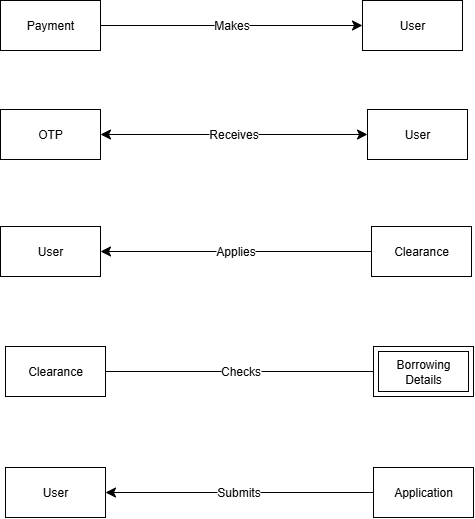 Payment Makes User
OTP Receives User
User Applies Clearance
Clearance Checks Borrowing
Details
User Submits Application